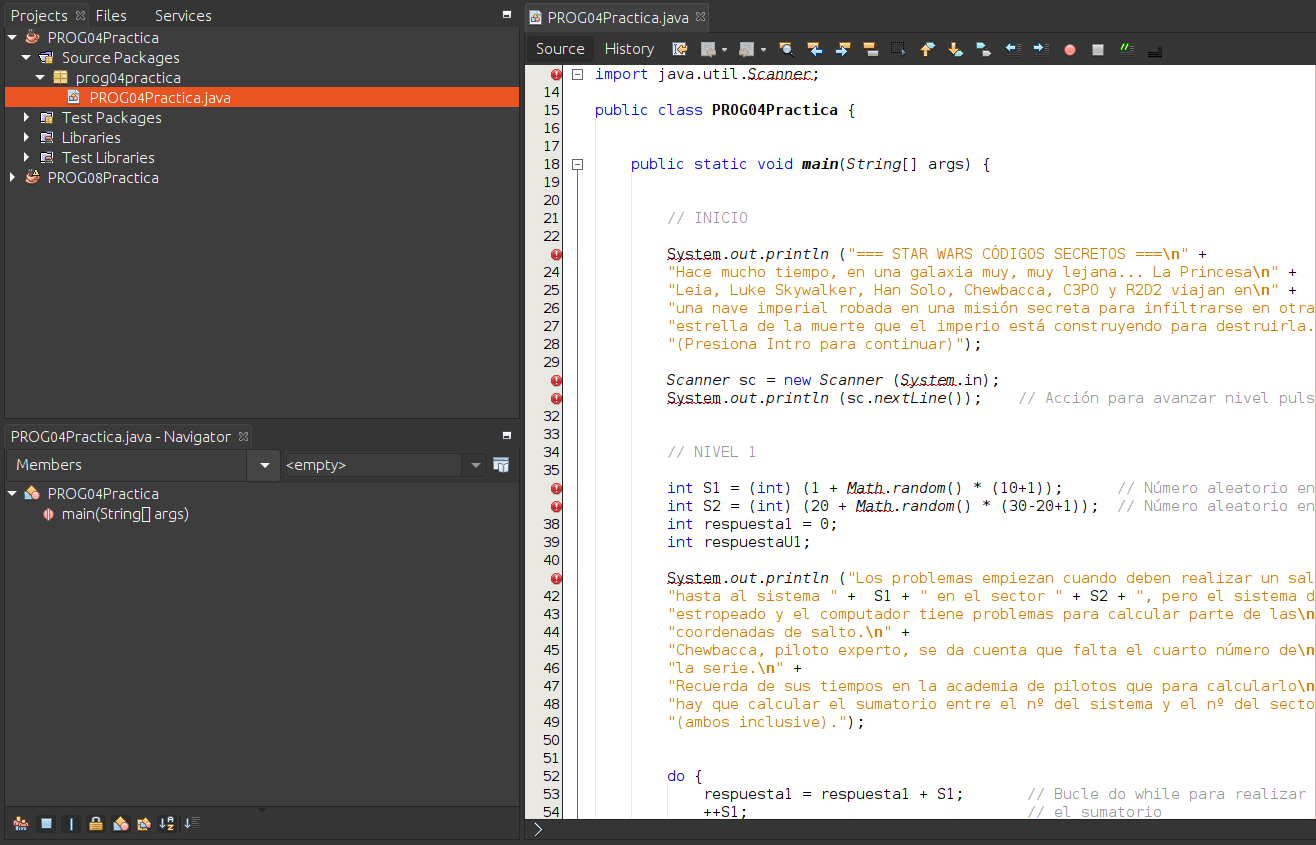 Projects Files Services
PROG04Practica
Source Packages
prog04practica
PROG04Practica.java
Test Packages
Libraries
Test Libraries
PROG08Practica
PROG04Practica.java - Navigator
Members <empty>
PROG04Practica
main(String[] args)
PROG04Practica.java
Source History
import java.util.Scanner;
14
15 public class PROG04Practica {
16
17
18 public static void main(String[] args) {
19
20
21 // INICIO
22
System.out.println ("=== STAR WARS CÓDIGOS SECRETOS ===\n" +
24 "Hace mucho tiempo, en una galaxia muy, muy lejana... La Princesa\n" +
25 "Leia, Luke Skywalker, Han Solo, Chewbacca, C3PO y R2D2 viajan en\n" +
26 "una nave imperial robada en una misión secreta para infiltrarse en otra
27 "estrella de la muerte que el imperio está construyendo para destruirla.
28 "(Presiona Intro para continuar)");
29
Scanner sc = new Scanner (System.in);
System.out.println (sc.nextLine()); // Acción para avanzar nivel puls
32
33
34 // NIVEL 1
35
int S1 = (int) (1 + Math.random() * (10+1)); // Número aleatorio en
int S2 = (int) (20 + Math.random() * (30-20+1)); // Número aleatorio en
38 int respuesta1 = 0;
39 int respuestaU1;
40
System.out.println ("Los problemas empiezan cuando deben realizar un sal
42 "hasta al sistema " + S1 + " en el sector " + S2 + ", pero el sistema d
43 "estropeado y el computador tiene problemas para calcular parte de las\n
44 "coordenadas de salto.\n" +
45 "Chewbacca, piloto experto, se da cuenta que falta el cuarto número de\n
46 "la serie.\n" +
47 "Recuerda de sus tiempos en la academia de pilotos que para calcularlo\n
48 "hay que calcular el sumatorio entre el nº del sistema y el nº del secto
49 "(ambos inclusive).");
50
51
52 do {
53 respuesta1 = respuesta1 + S1; // Bucle do while para realizar
54 ++S1; // el sumatorio